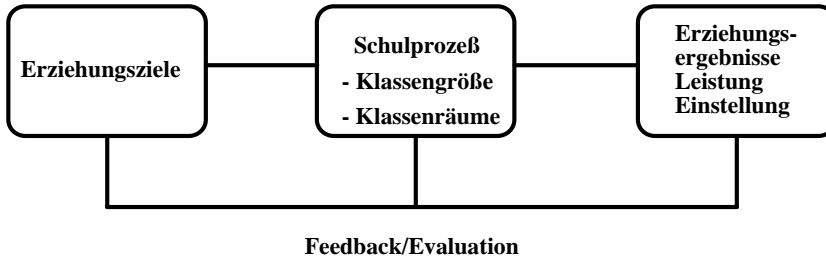 Erziehungsziele
Schulprozeß
- Klassengröße
- Klassenräume
Erziehungs-
ergebnisse
Leistung
Einstellung
Feedback/Evaluation